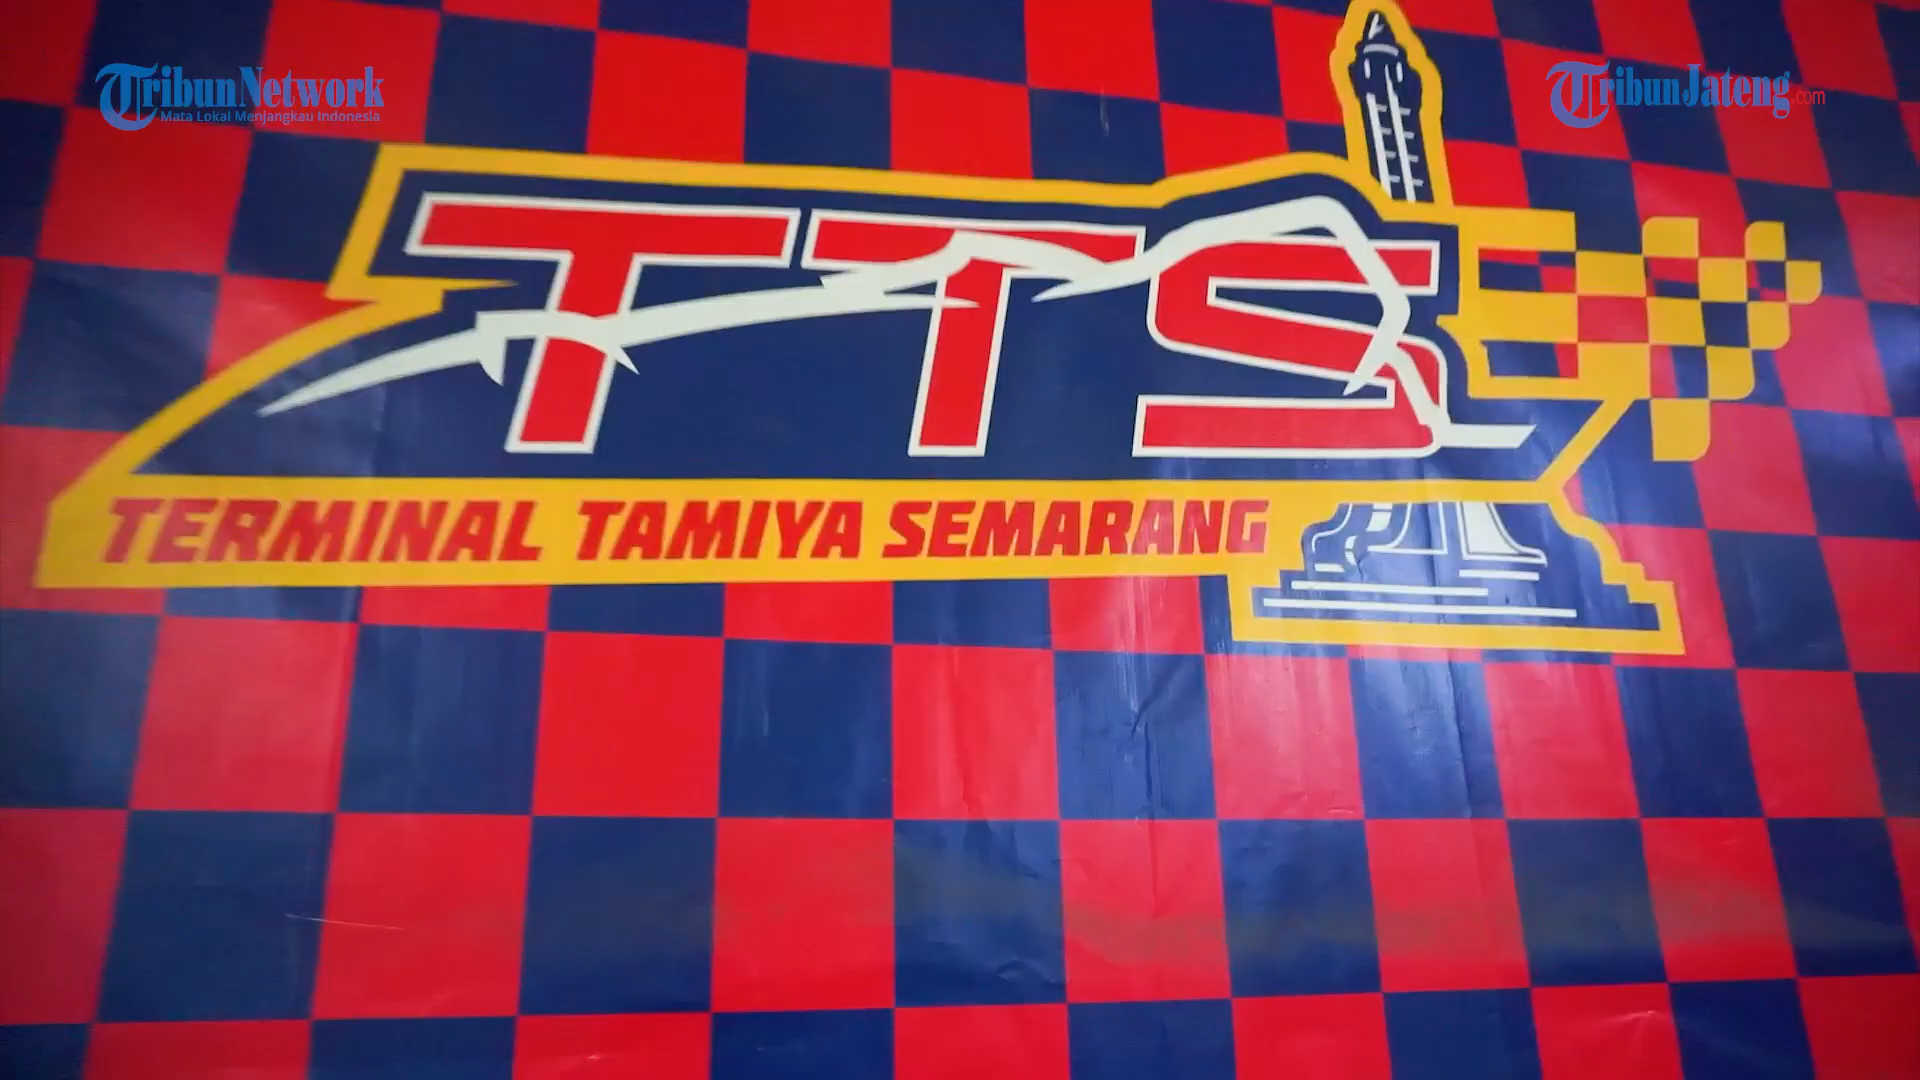 TribunNetwork
Mata Lokal Menjangkau Indonesia
TribunJateng.com
TTS
TERMINAL TAMIYA SEMARANG